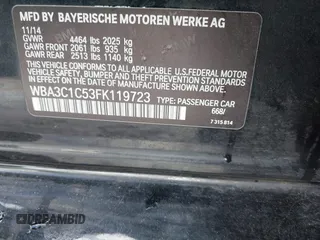 MFD BY BAYERISCHE MOTOREN WERKE AG
11/14
GVWR 4464 lbs 2025 kg
GAWR FRONT 2061 lbs 935 kg
GAWR REAR 2513 lbs 1140 kg
THIS VEHICLE CONFORMS TO ALL APPLICABLE
FEDERAL MOTOR VEHICLE SAFETY, BUMPER, AND
THEFT PREVENTION STANDARDS IN EFFECT ON
THE DATE OF MANUFACTURE SHOWN ABOVE.
WBA3C1C53FK119723 TYPE: PASSENGER CAR
668/
7 315 814
DREAMBID